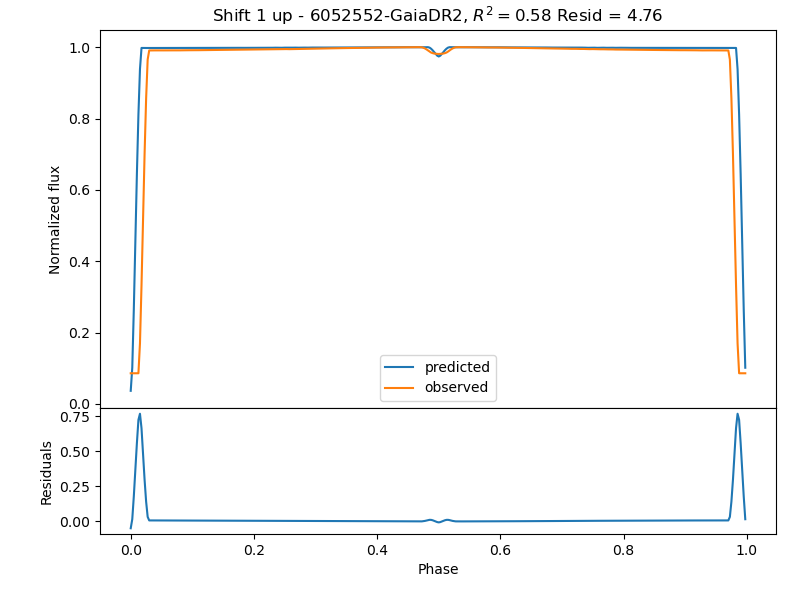 Shift 1 up - 6052552-GaiaDR2, $R^2 = 0.58$ Resid = 4.76
1.0
0.8
0.6
0.4
0.2
0.0
Normalized flux
predicted
observed
0.75
0.50
0.25
0.00
Residuals
0.0 0.2 0.4 0.6 0.8 1.0
Phase